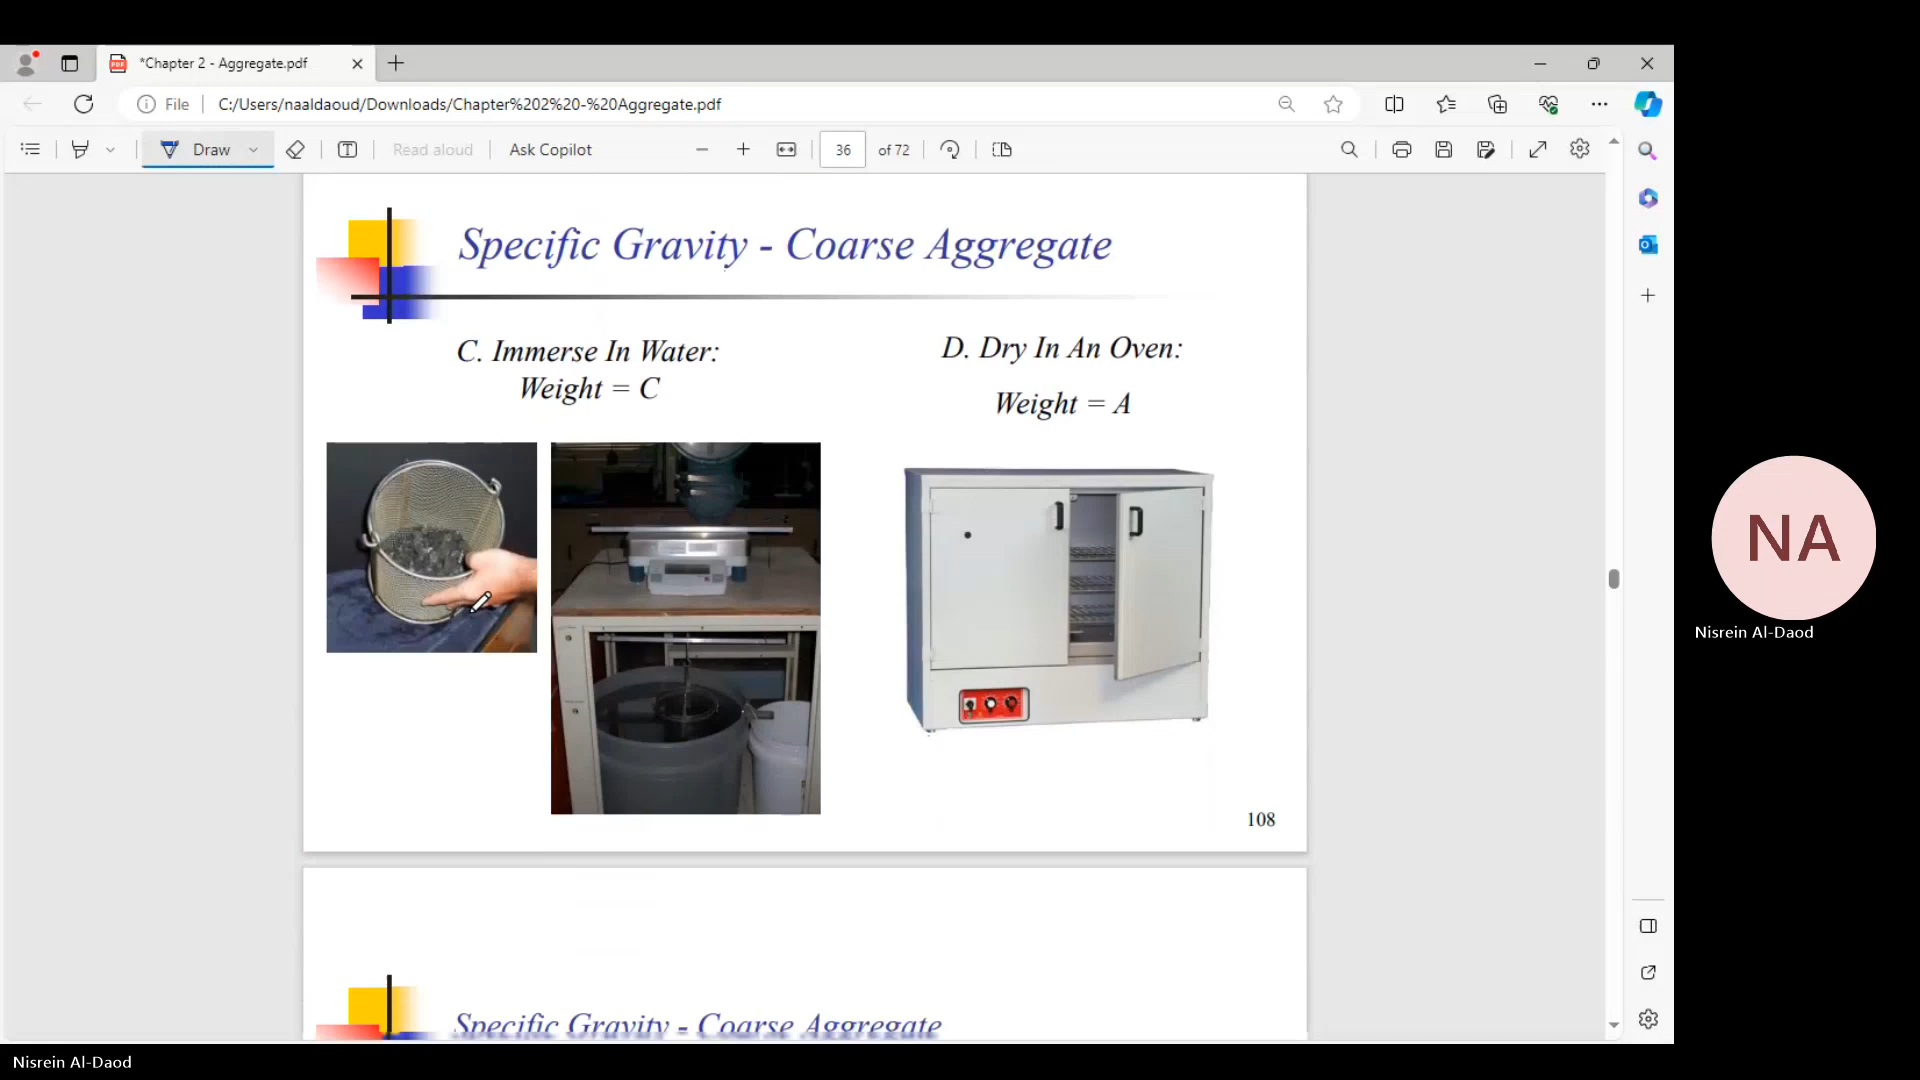 *Chapter 2 - Aggregate.pdf
File
C:/Users/naaldaoud/Downloads/Chapter%202%20-%20Aggregate.pdf
Draw
Read aloud
Ask Copilot
36
of 72
Specific Gravity - Coarse Aggregate
C. Immerse In Water:
Weight = C
D. Dry In An Oven:
Weight = A
108
Specific Gravity - Coarse Aggregate
NA
Nisrein Al-Daod
Nisrein Al-Daod